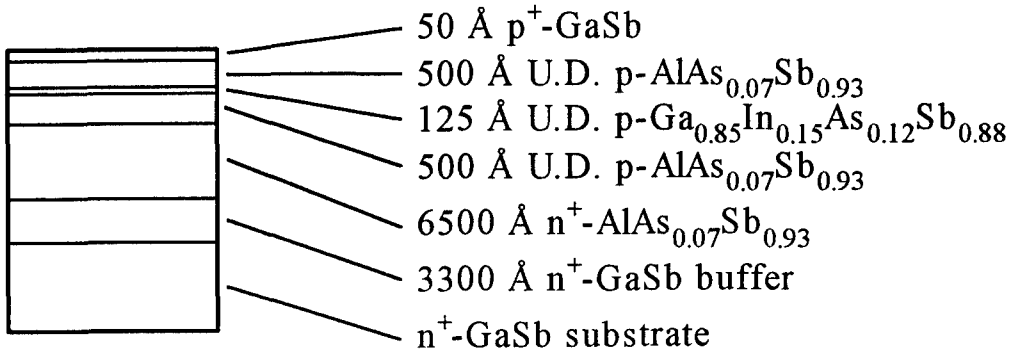 50 Å p⁺-GaSb
500 Å U.D. p-AlAs₀.₀₇Sb₀.₉₃
125 Å U.D. p-Ga₀.₈₅In₀.₁₅As₀.₁₂Sb₀.₈₈
500 Å U.D. p-AlAs₀.₀₇Sb₀.₉₃
6500 Å n⁺-AlAs₀.₀₇Sb₀.₉₃
3300 Å n⁺-GaSb buffer
n⁺-GaSb substrate